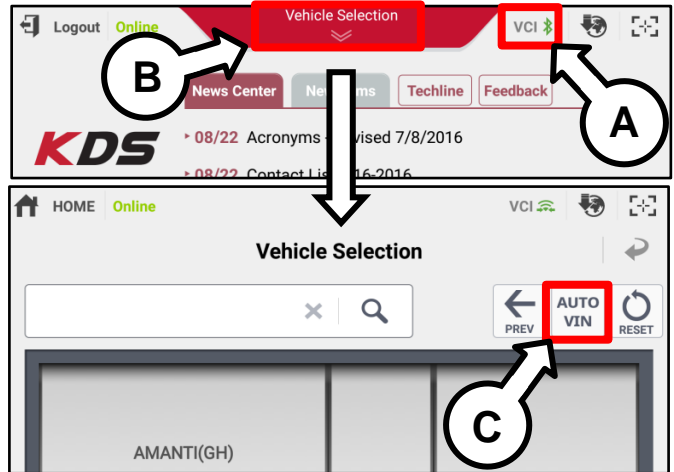 Vehicle Selection
Logout Online VCI
B
A
News Center Techline Feedback
KDS
08/22 Acronyms - vised 7/8/2016
08/22 Contact Lis 16-2016
HOME Online VCI
Vehicle Selection
PREV AUTO VIN RESET
C
AMANTI(GH)